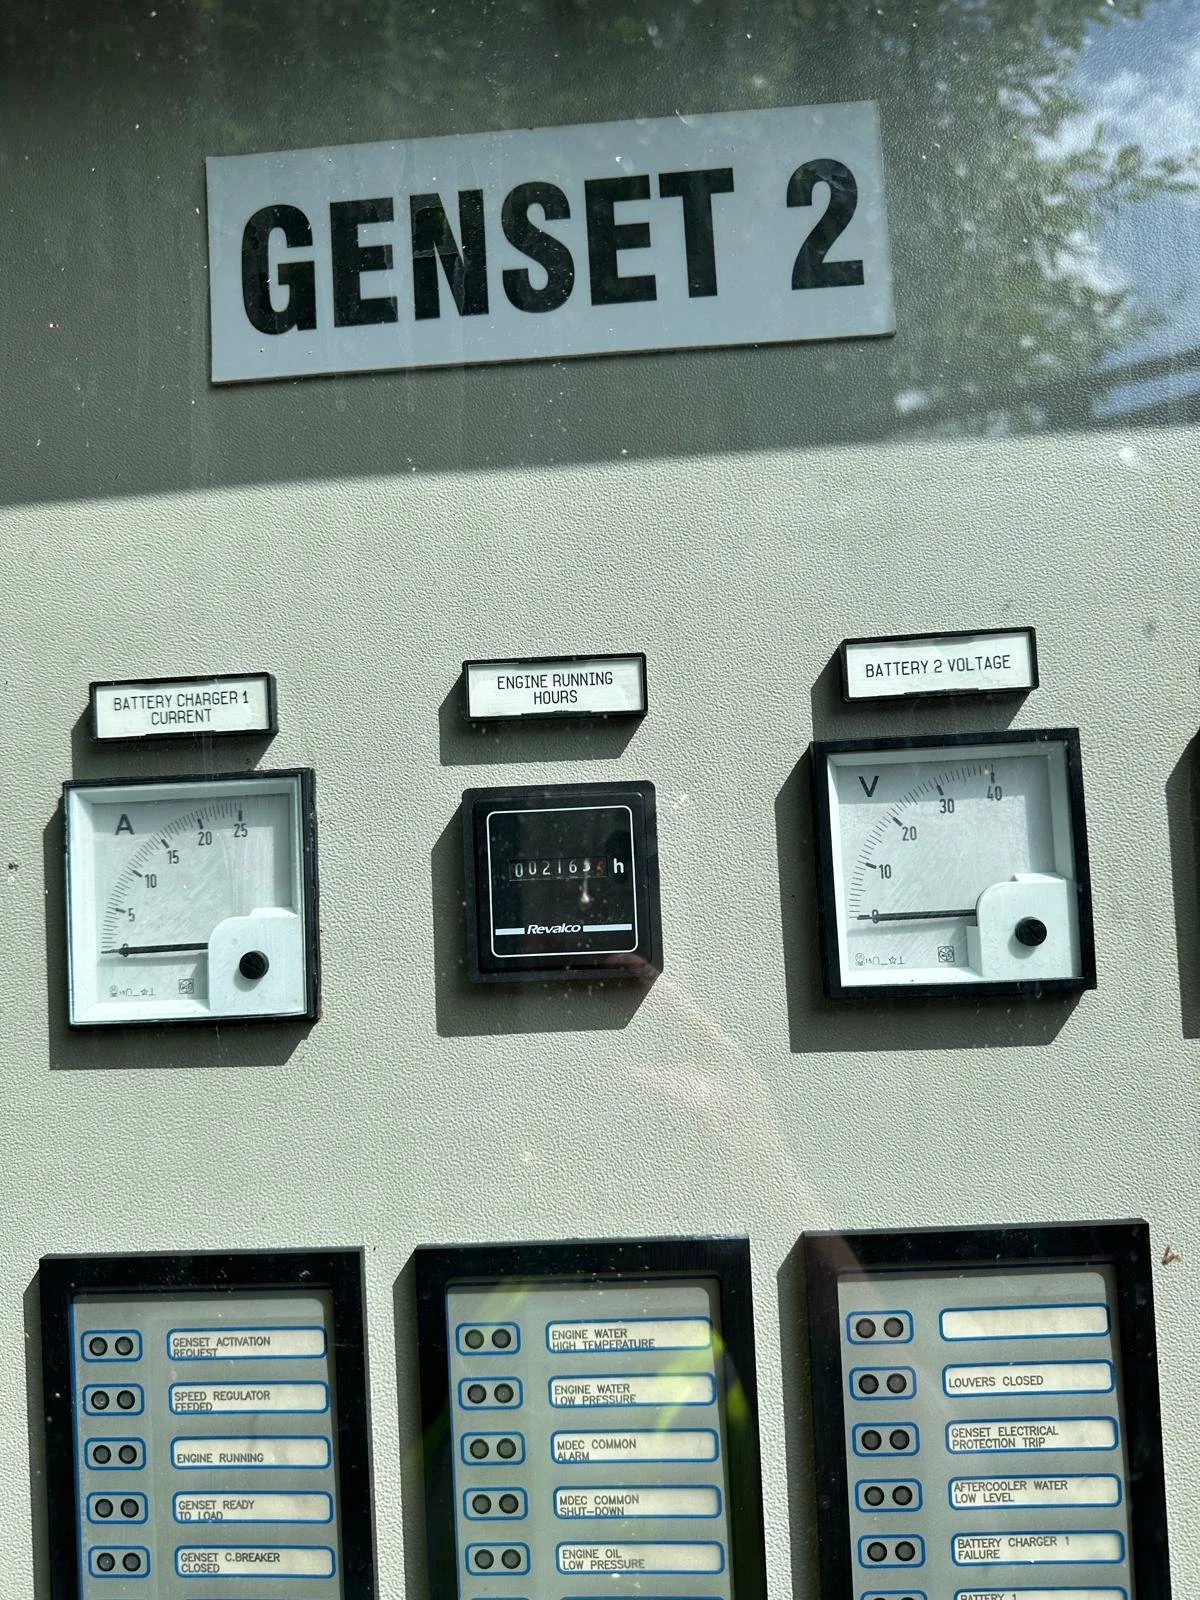 GENSET 2
BATTERY CHARGER 1
CURRENT
ENGINE RUNNING
HOURS
BATTERY 2 VOLTAGE
A
0
5
10
15
20
25
h
Revalco
V
0
10
20
30
40
GENSET ACTIVATION
REQUEST
SPEED REGULATOR
FEEDED
ENGINE RUNNING
GENSET READY
TO LOAD
GENSET C.BREAKER
CLOSED
ENGINE WATER
HIGH TEMPERATURE
ENGINE WATER
LOW PRESSURE
MDEC COMMON
ALARM
MDEC COMMON
SHUT-DOWN
ENGINE OIL
LOW PRESSURE
LOUVERS CLOSED
GENSET ELECTRICAL
PROTECTION TRIP
AFTERCOOLER WATER
LOW LEVEL
BATTERY CHARGER 1
FAILURE
BATTERY 1